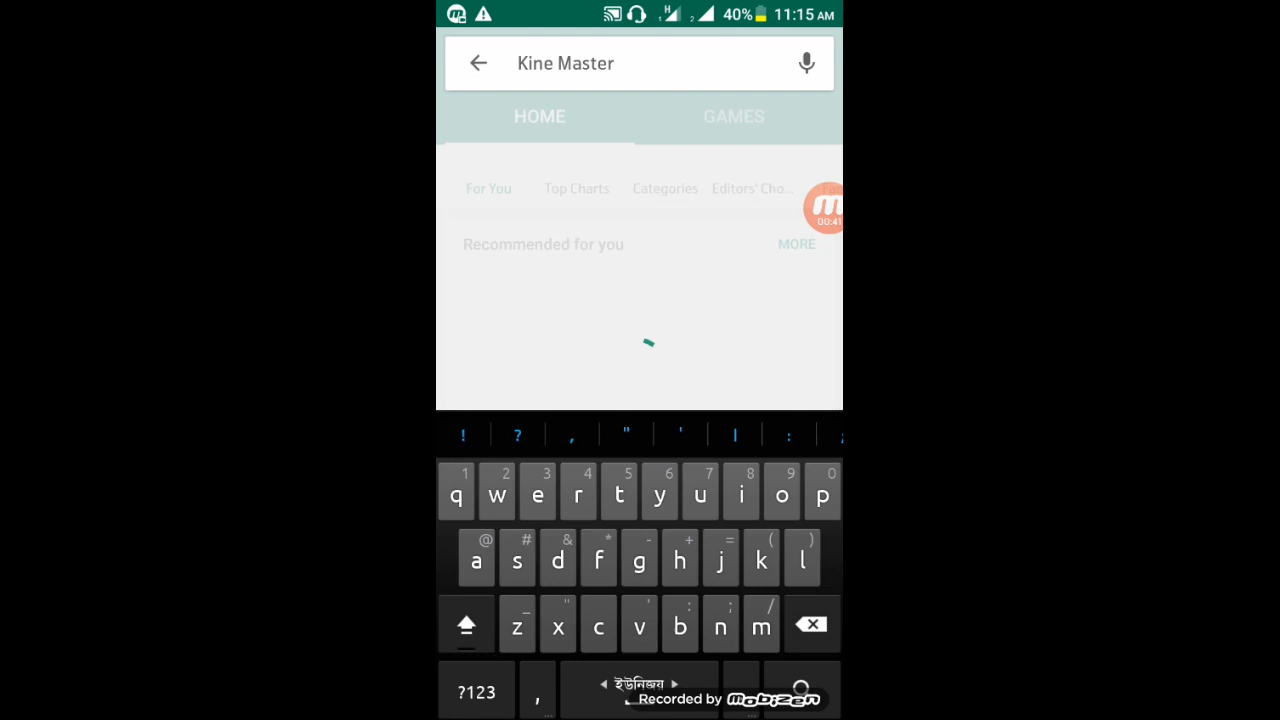 40% 11:15 AM
Kine Master
HOME GAMES
For You Top Charts Categories Editors' Cho...
00:41
Recommended for you MORE
! ? , " ' | : ;
1 2 3 4 5 6 7 8 9 0
q w e r t y u i o p
@ # & * - + = ( )
a s d f g h j k l
_ " ' : ; /
z x c v b n m
?123 , ইউনিজয়
Recorded by mobizen